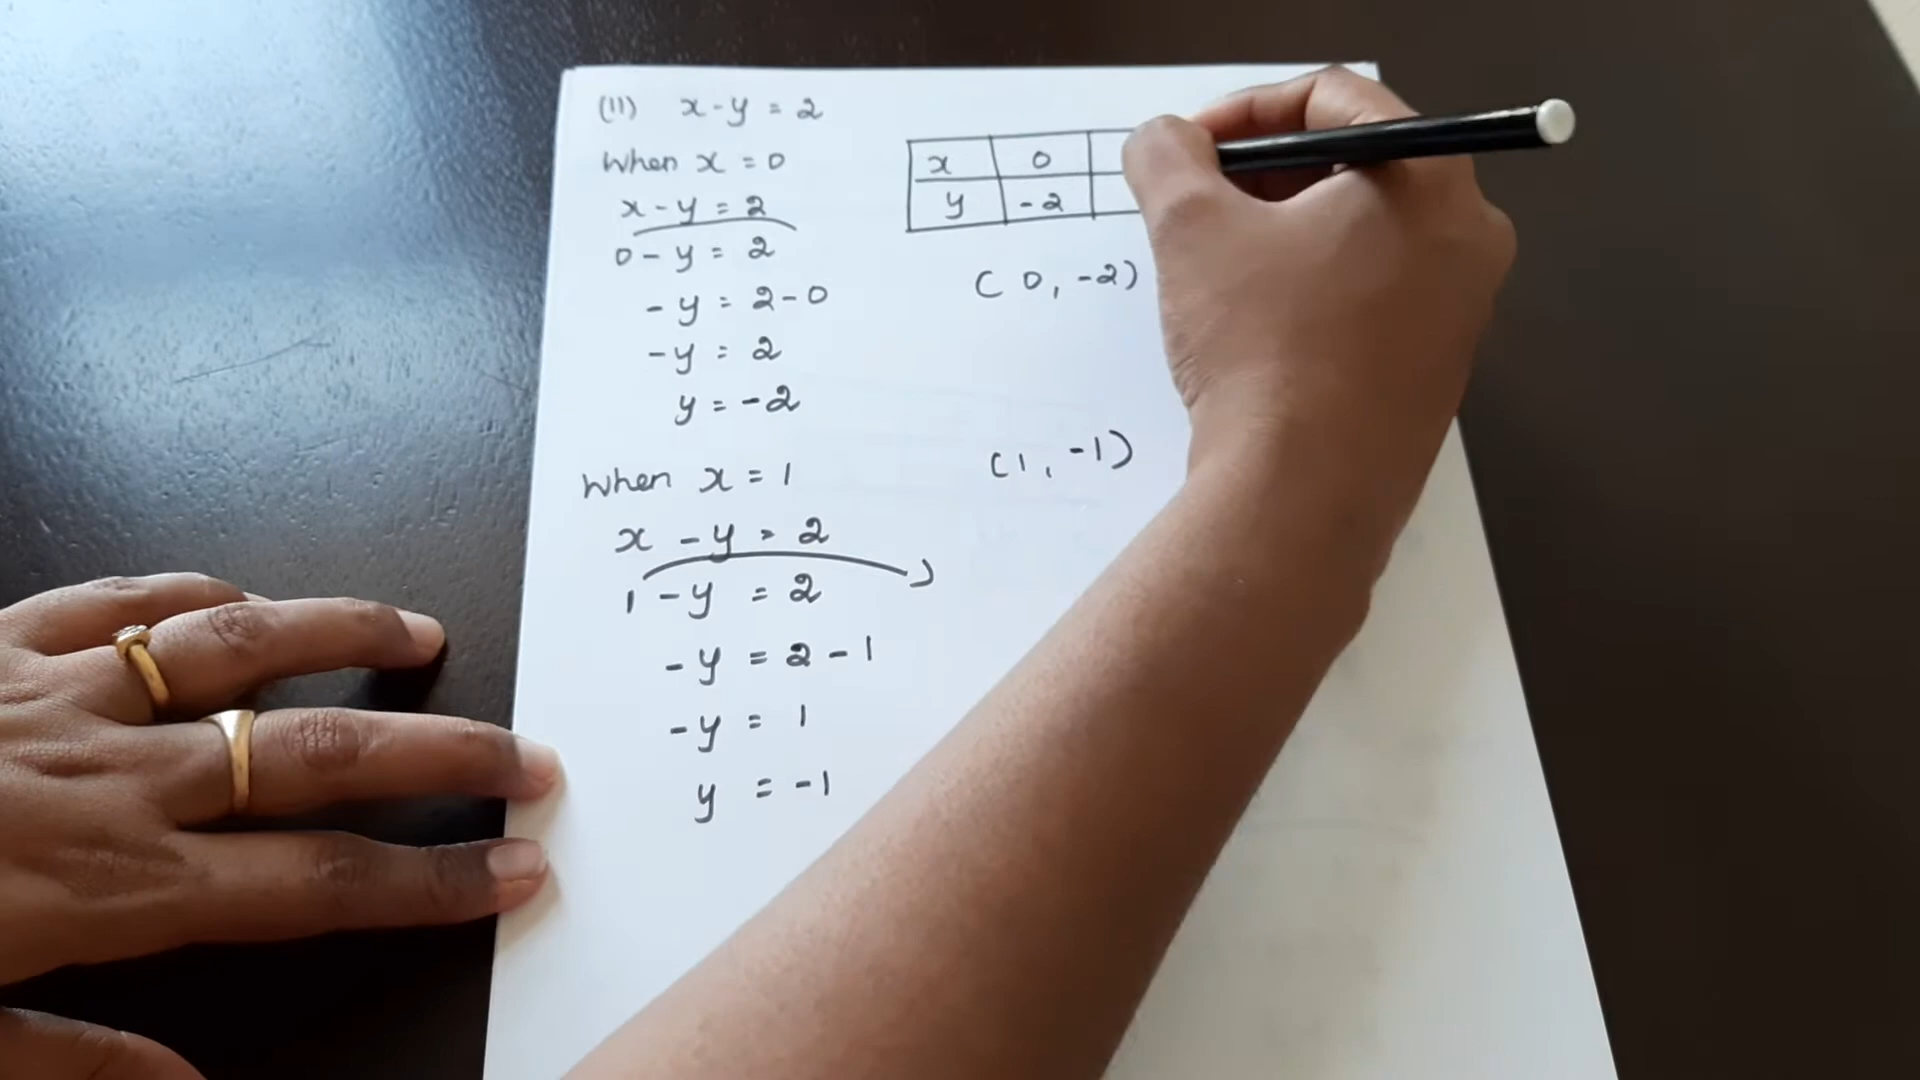 (11) x - y = 2
When x = 0
x - y = 2
0 - y = 2
- y = 2 - 0
- y = 2
y = -2
When x = 1
x - y = 2
1 - y = 2
- y = 2 - 1
- y = 1
y = -1
x 0
y -2
( 0, -2)
(1, -1)